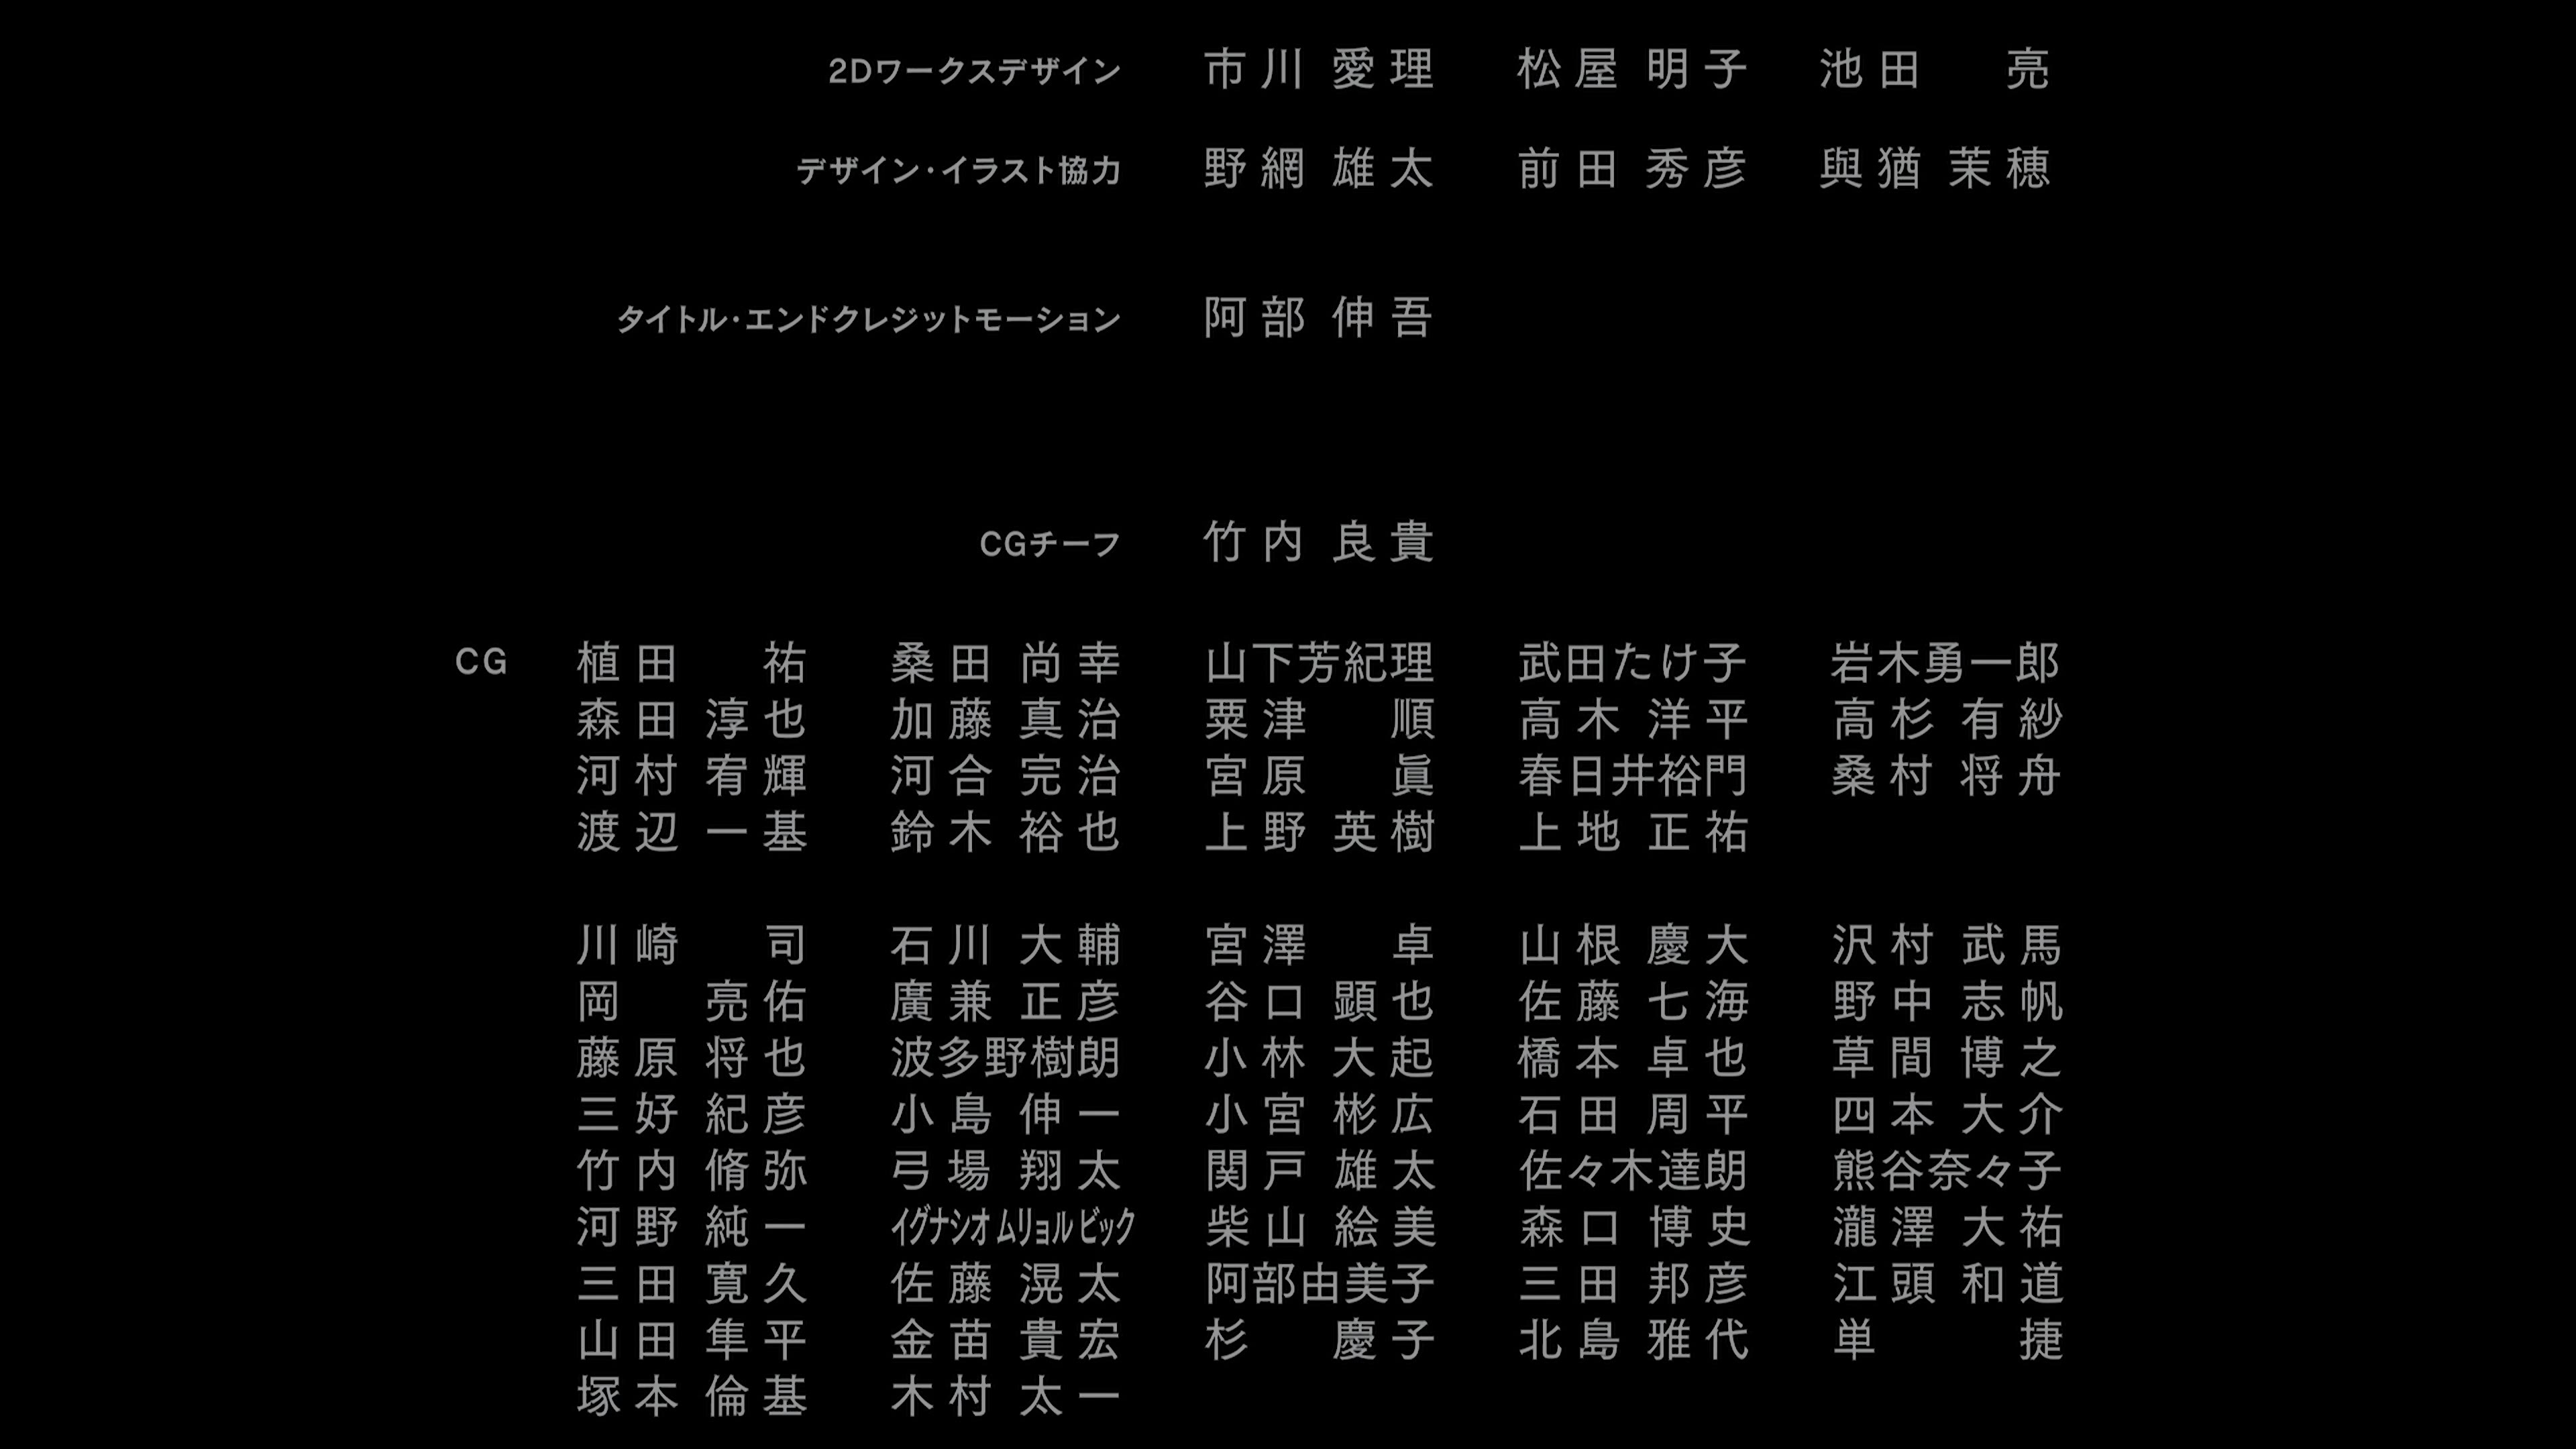 2Dワークスデザイン 市川 愛理 松屋 明子 池田 亮
デザイン・イラスト協力 野網 雄太 前田 秀彦 與猶 茉穂
タイトル・エンドクレジットモーション 阿部 伸吾
CGチーフ 竹内 良貴
CG 植田 祐 桑田 尚幸 山下芳紀理 武田たけ子 岩木勇一郎
森田 淳也 加藤 真治 粟津 順 高木 洋平 高杉 有紗
河村 宥輝 河合 完治 宮原 眞 春日井裕門 桑村 将舟
渡辺 一基 鈴木 裕也 上野 英樹 上地 正祐
川崎 司 石川 大輔 宮澤 卓 山根 慶大 沢村 武馬
岡 亮佑 廣兼 正彦 谷口 顕也 佐藤 七海 野中 志帆
藤原 将也 波多野樹朗 小林 大起 橋本 卓也 草間 博之
三好 紀彦 小島 伸一 小宮 彬広 石田 周平 四本 大介
竹内 脩弥 弓場 翔太 関戸 雄太 佐々木達朗 熊谷奈々子
河野 純一 イグナシオ ムリョル ビック 柴山 絵美 森口 博史 瀧澤 大祐
三田 寛久 佐藤 滉太 阿部由美子 三田 邦彦 江頭 和道
山田 隼平 金苗 貴宏 杉 慶子 北島 雅代 単 捷
塚本 倫基 木村 太一